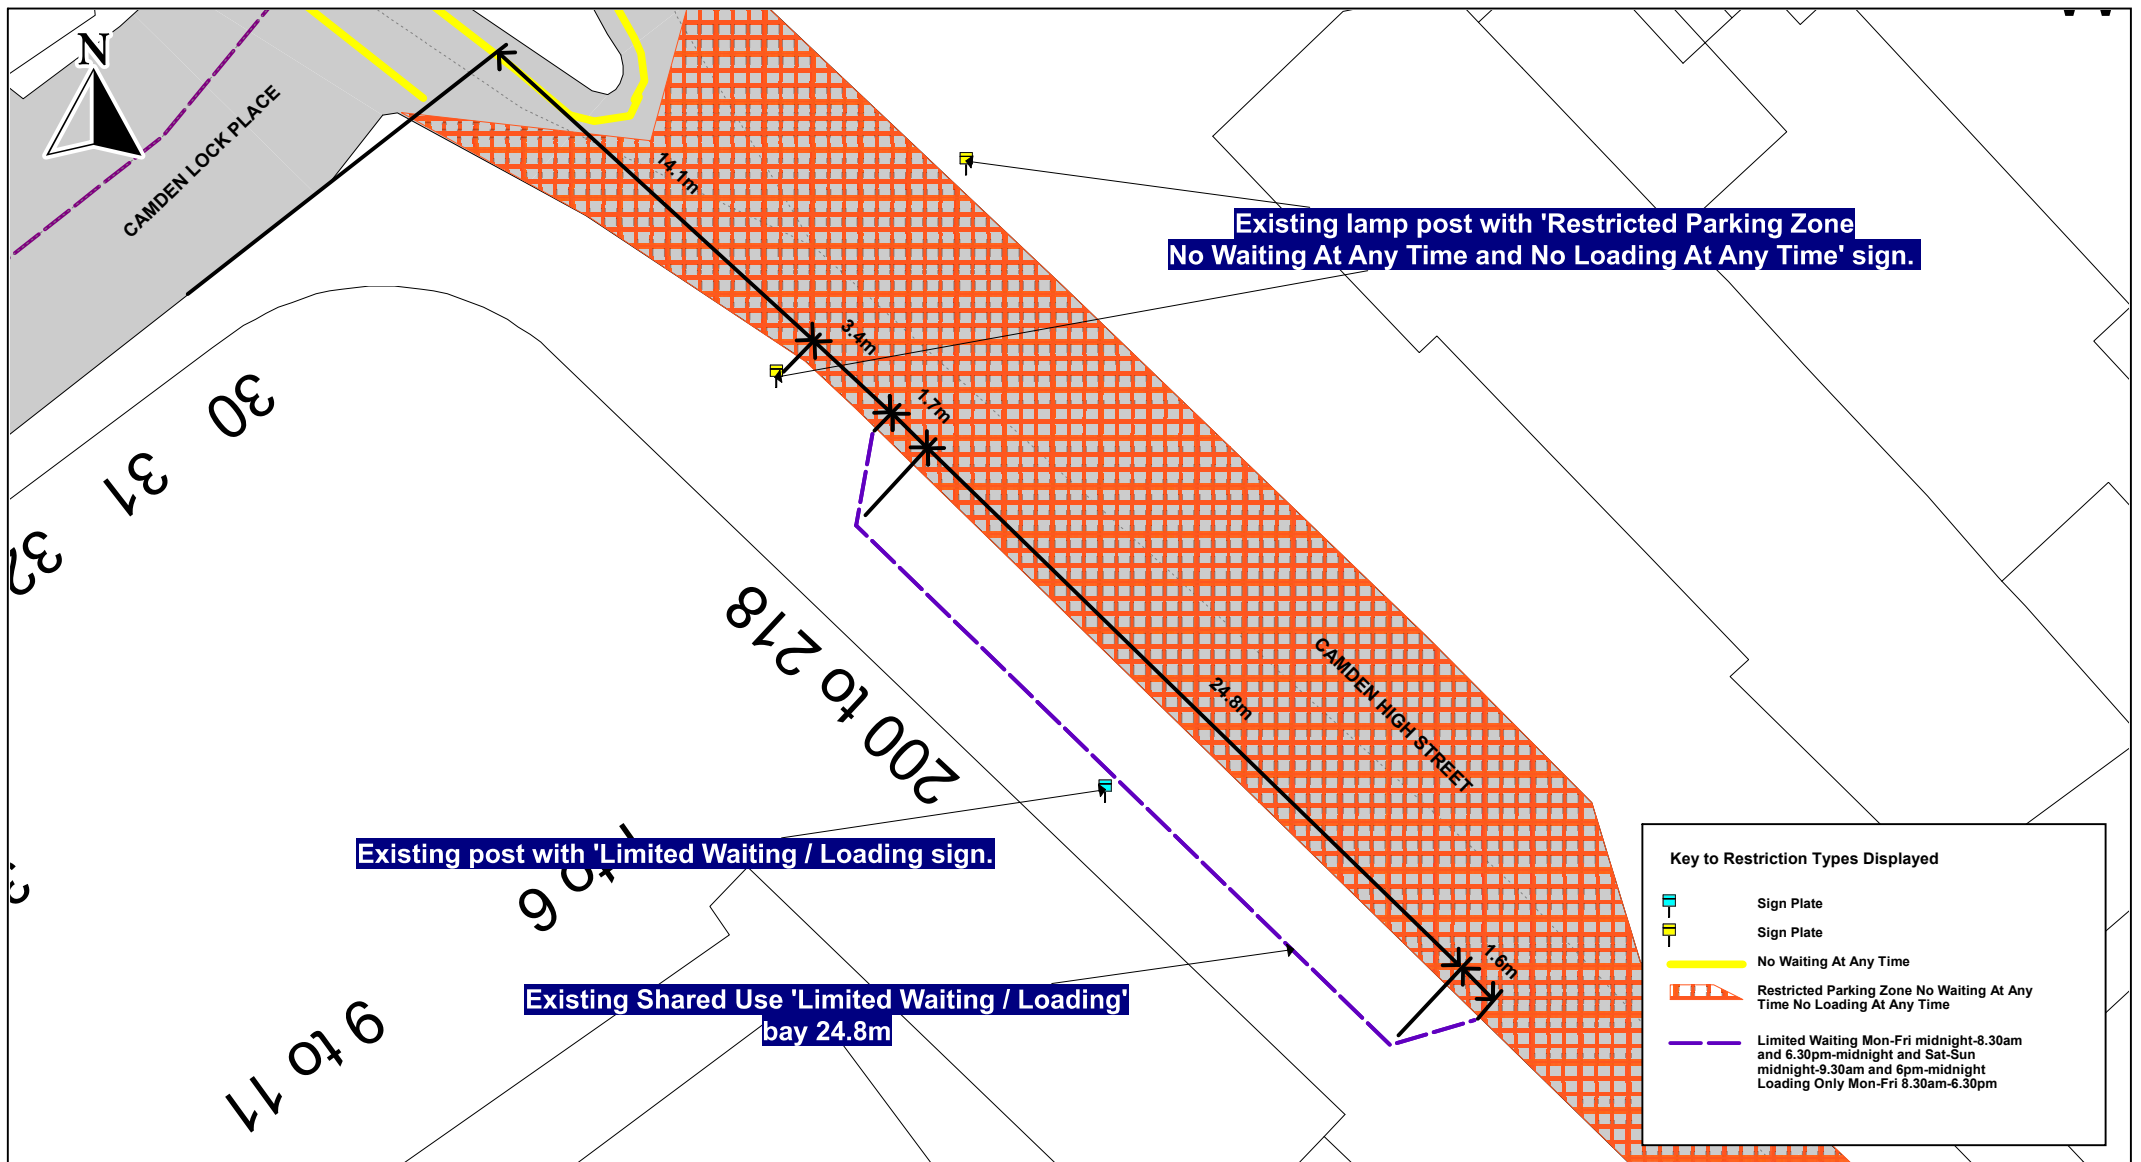 N
CAMDEN LOCK PLACE
14.1m
Existing lamp post with 'Restricted Parking Zone
No Waiting At Any Time and No Loading At Any Time' sign.
3.4m
1.7m
30
31
32
200 to 218
CAMDEN HIGH STREET
24.8m
Existing post with 'Limited Waiting / Loading sign.
to 6
1.6m
Existing Shared Use 'Limited Waiting / Loading'
bay 24.8m
9 to 11
Key to Restriction Types Displayed
Sign Plate
Sign Plate
No Waiting At Any Time
Restricted Parking Zone No Waiting At Any
Time No Loading At Any Time
Limited Waiting Mon-Fri midnight-8.30am
and 6.30pm-midnight and Sat-Sun
midnight-9.30am and 6pm-midnight
Loading Only Mon-Fri 8.30am-6.30pm